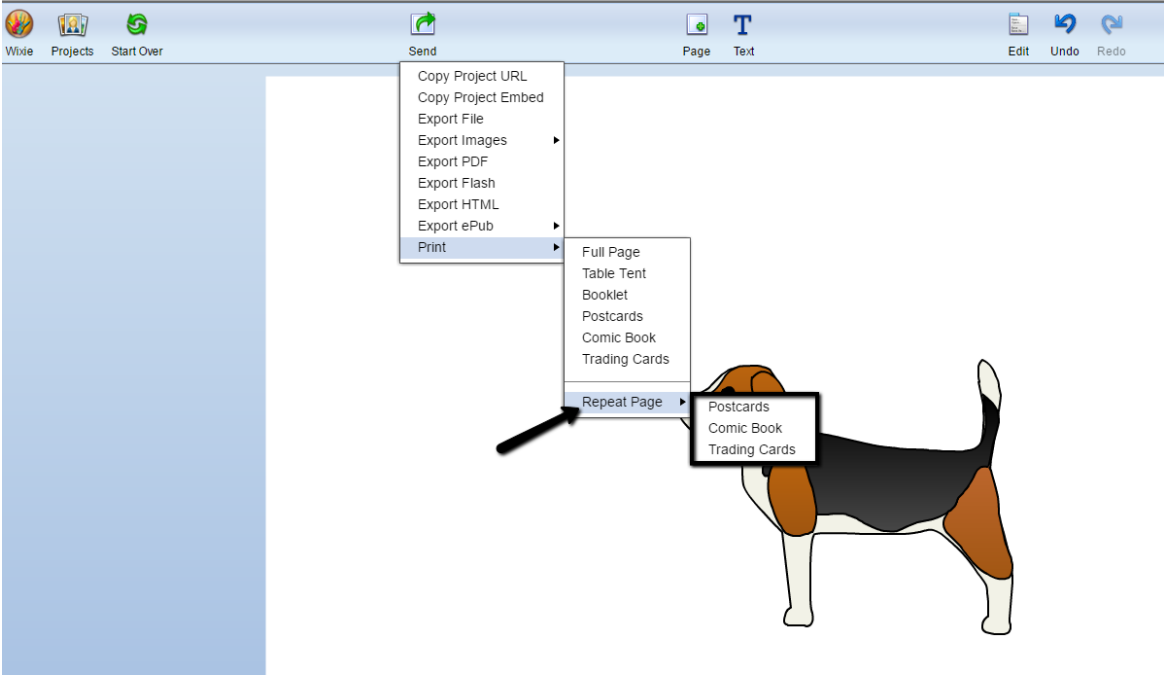 Wixie Projects Start Over Send Page Text Edit Undo Redo
Copy Project URL
Copy Project Embed
Export File
Export Images
Export PDF
Export Flash
Export HTML
Export ePub
Print
Full Page
Table Tent
Booklet
Postcards
Comic Book
Trading Cards
Repeat Page
Postcards
Comic Book
Trading Cards